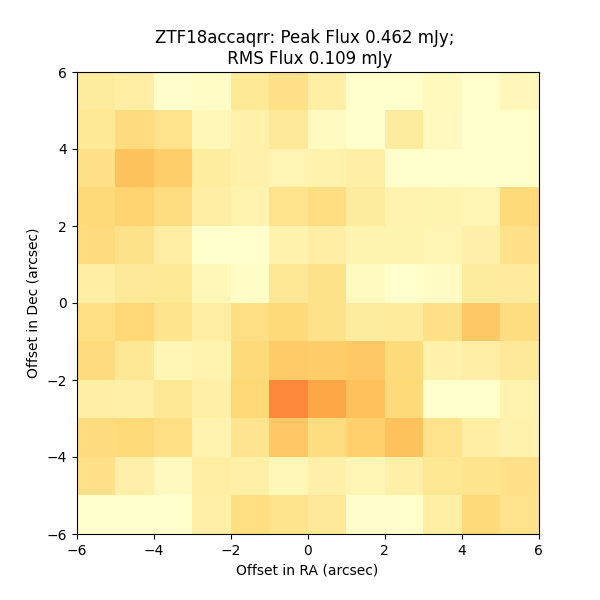 ZTF18accaqrr: Peak Flux 0.462 mJy;
RMS Flux 0.109 mJy
6
4
2
0
−2
−4
−6
Offset in Dec (arcsec)
−6 −4 −2 0 2 4 6
Offset in RA (arcsec)